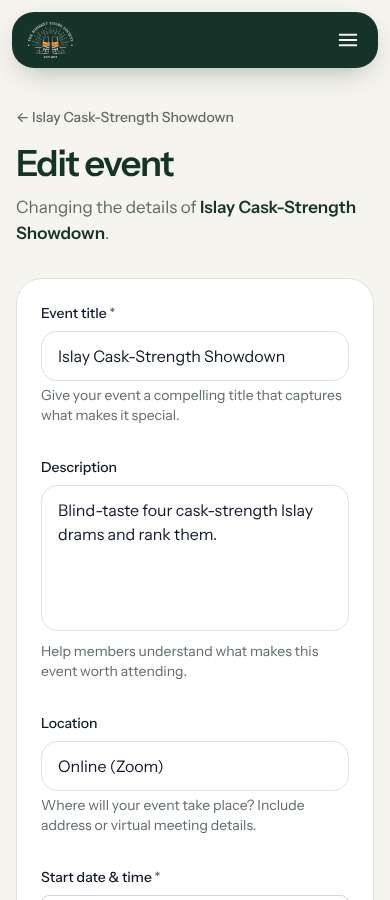 ← Islay Cask-Strength Showdown
Edit event
Changing the details of Islay Cask-Strength
Showdown.
Event title *
Islay Cask-Strength Showdown
Give your event a compelling title that captures
what makes it special.
Description
Blind-taste four cask-strength Islay
drams and rank them.
Help members understand what makes this
event worth attending.
Location
Online (Zoom)
Where will your event take place? Include
address or virtual meeting details.
Start date & time *